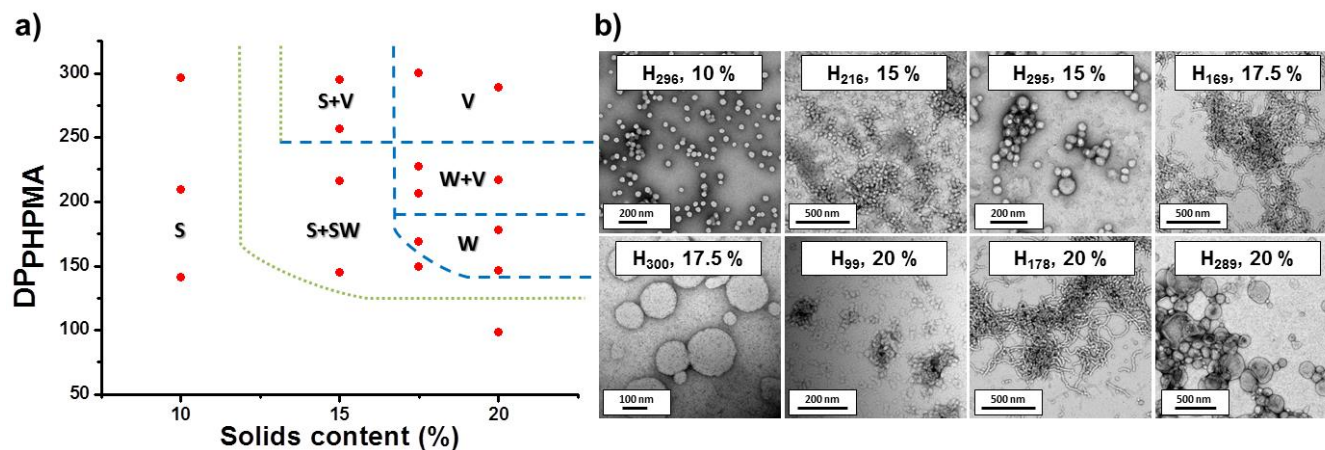 a)
DP_PHPMA
300
250
200
150
100
50
10
15
20
Solids content (%)
S
S+V
S+SW
V
W+V
W
b)
H₂₉₆, 10 %
H₂₁₆, 15 %
H₂₉₅, 15 %
H₁₆₉, 17.5 %
200 nm
500 nm
200 nm
500 nm
H₃₀₀, 17.5 %
H₉₉, 20 %
H₁₇₈, 20 %
H₂₈₉, 20 %
100 nm
200 nm
500 nm
500 nm